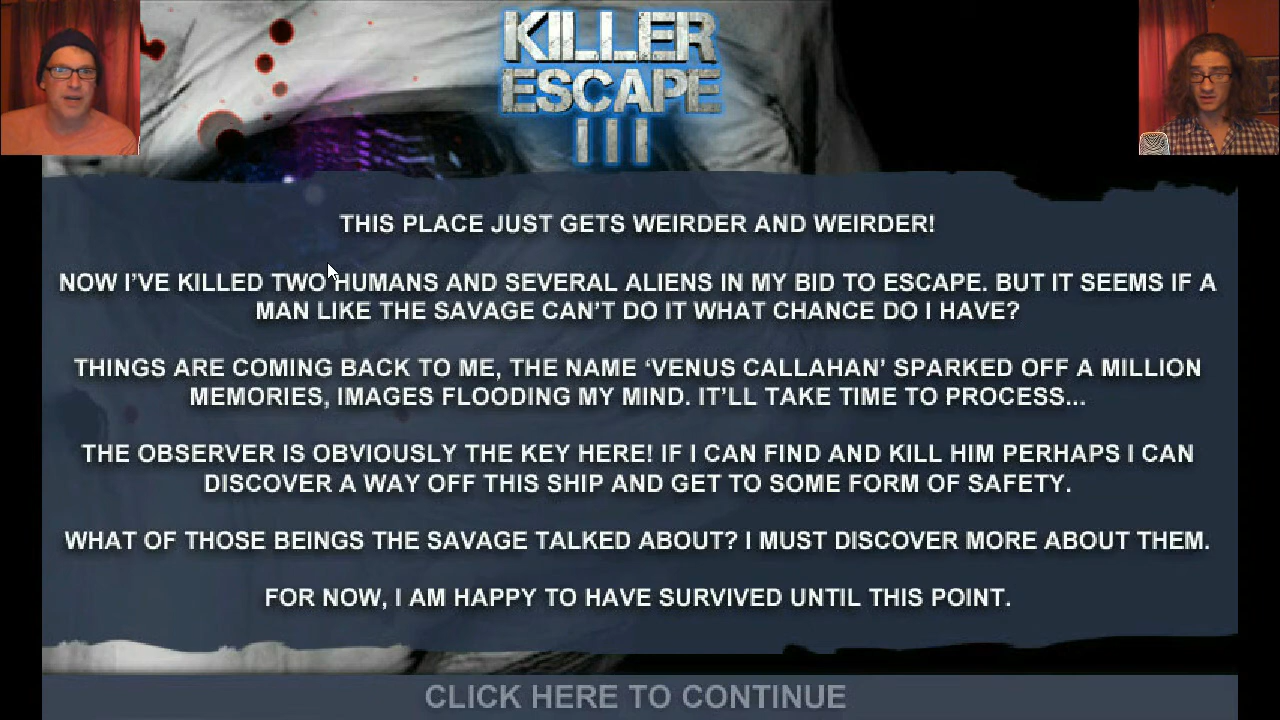 KILLER
ESCAPE
III
THIS PLACE JUST GETS WEIRDER AND WEIRDER!
NOW I'VE KILLED TWO HUMANS AND SEVERAL ALIENS IN MY BID TO ESCAPE. BUT IT SEEMS IF A
MAN LIKE THE SAVAGE CAN'T DO IT WHAT CHANCE DO I HAVE?
THINGS ARE COMING BACK TO ME, THE NAME ‘VENUS CALLAHAN’ SPARKED OFF A MILLION
MEMORIES, IMAGES FLOODING MY MIND. IT'LL TAKE TIME TO PROCESS...
THE OBSERVER IS OBVIOUSLY THE KEY HERE! IF I CAN FIND AND KILL HIM PERHAPS I CAN
DISCOVER A WAY OFF THIS SHIP AND GET TO SOME FORM OF SAFETY.
WHAT OF THOSE BEINGS THE SAVAGE TALKED ABOUT? I MUST DISCOVER MORE ABOUT THEM.
FOR NOW, I AM HAPPY TO HAVE SURVIVED UNTIL THIS POINT.
CLICK HERE TO CONTINUE